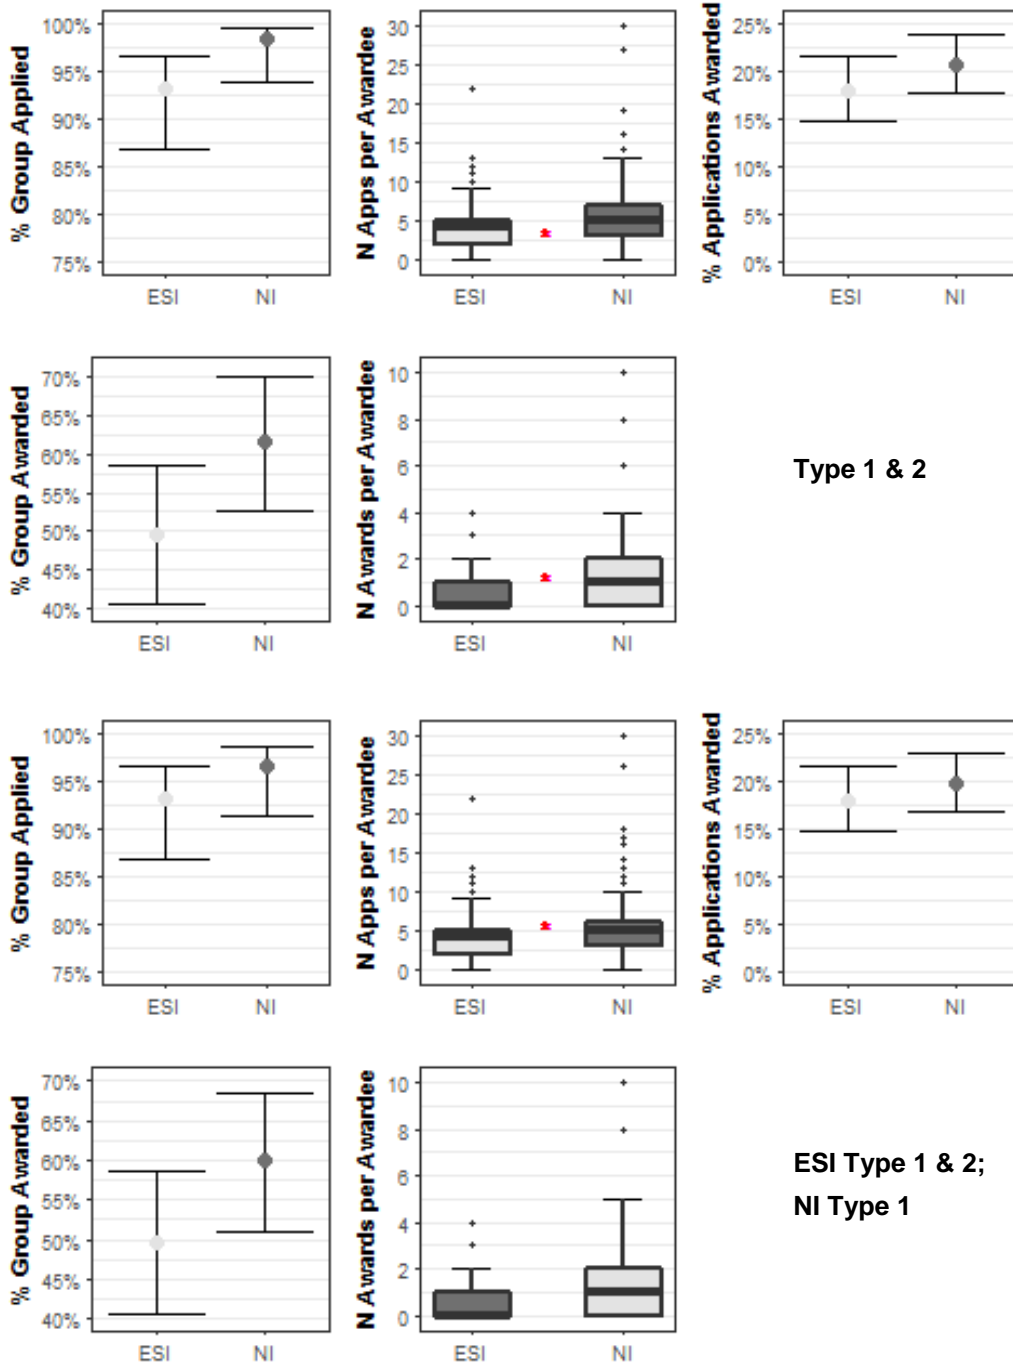 % Group Applied
100%
95%
90%
85%
80%
75%
ESI NI
N Apps per Awardee
30
25
20
15
10
5
0
ESI NI
% Applications Awarded
25%
20%
15%
10%
5%
0%
ESI NI
% Group Awarded
70%
65%
60%
55%
50%
45%
40%
ESI NI
N Awards per Awardee
10
8
6
4
2
0
ESI NI
Type 1 & 2
% Group Applied
100%
95%
90%
85%
80%
75%
ESI NI
N Apps per Awardee
30
25
20
15
10
5
0
ESI NI
% Applications Awarded
25%
20%
15%
10%
5%
0%
ESI NI
% Group Awarded
70%
65%
60%
55%
50%
45%
40%
ESI NI
N Awards per Awardee
10
8
6
4
2
0
ESI NI
ESI Type 1 & 2;
NI Type 1